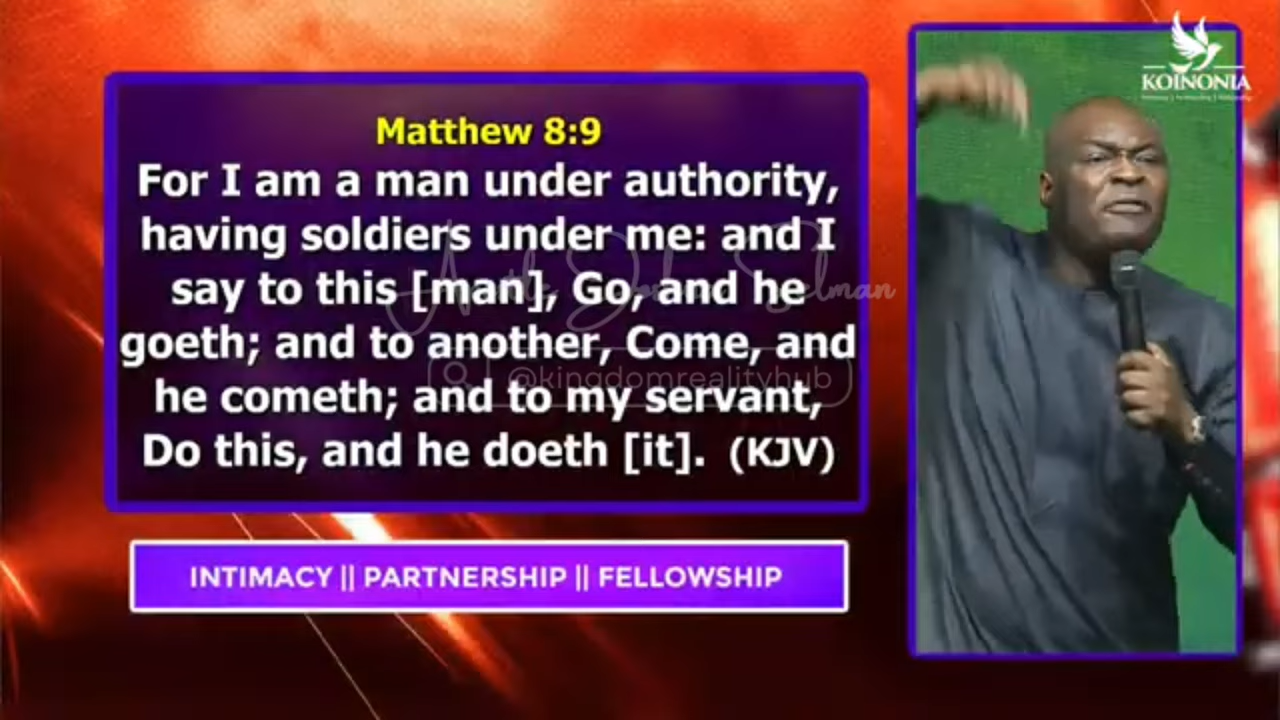 Matthew 8:9
For I am a man under authority,
having soldiers under me: and I
say to this [man], Go, and he
goeth; and to another, Come, and
he cometh; and to my servant,
Do this, and he doeth [it]. (KJV)
@kingdomrealityhub
INTIMACY || PARTNERSHIP || FELLOWSHIP
KOINONIA